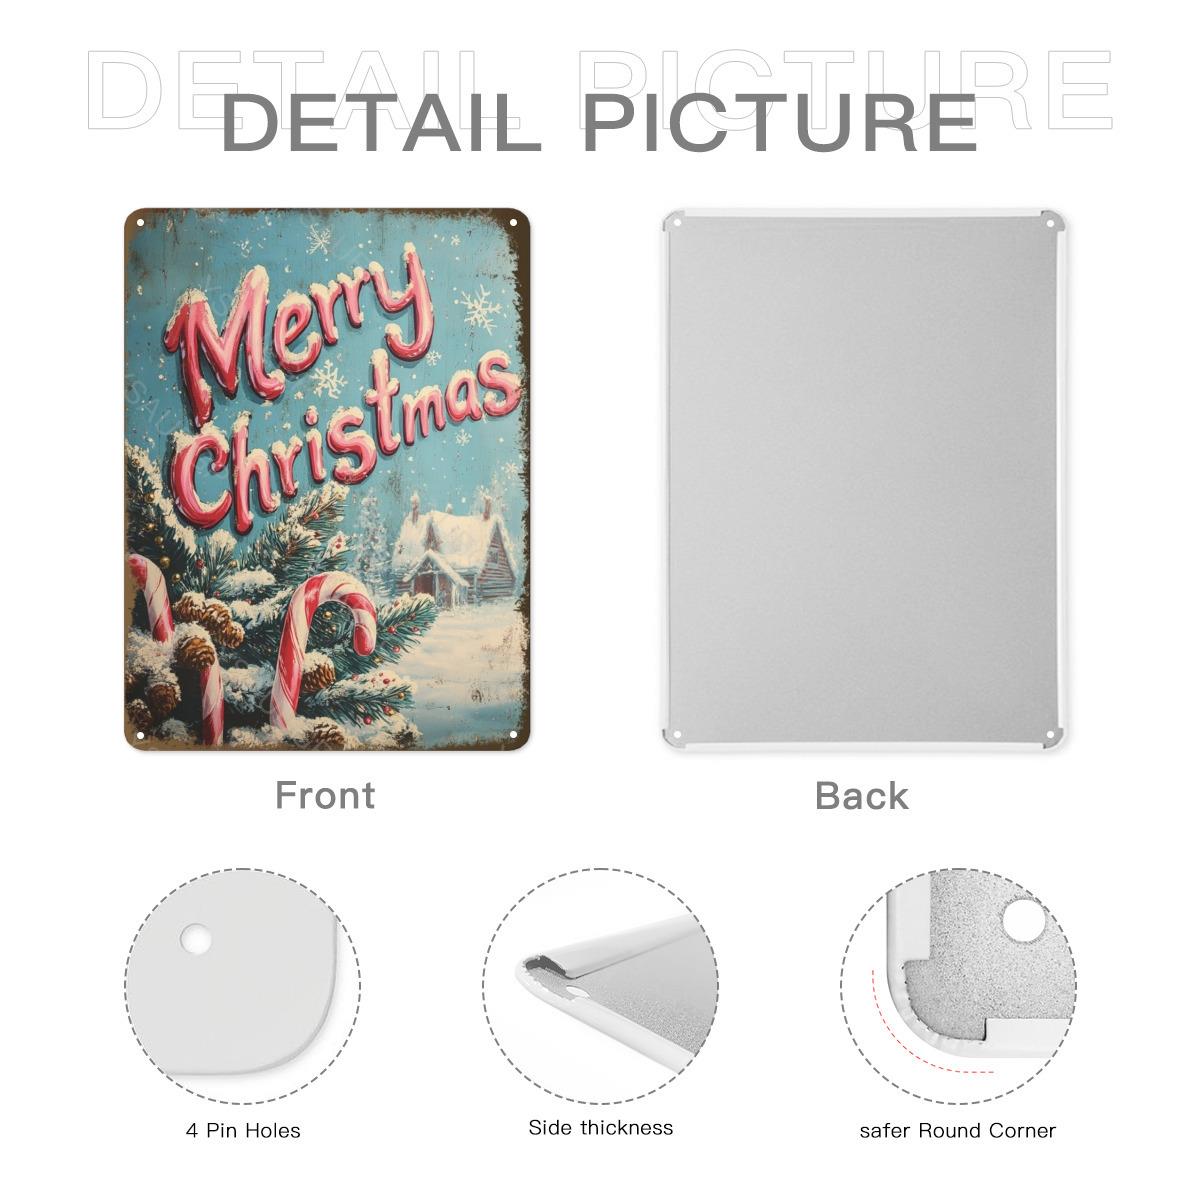 DETAIL PICTURE
DETAIL PICTURE
Merry
Christmas
Front
Back
4 Pin Holes
Side thickness
safer Round Corner